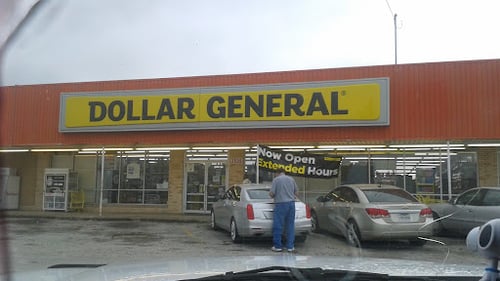 DOLLAR GENERAL
Now Open
Extended Hours